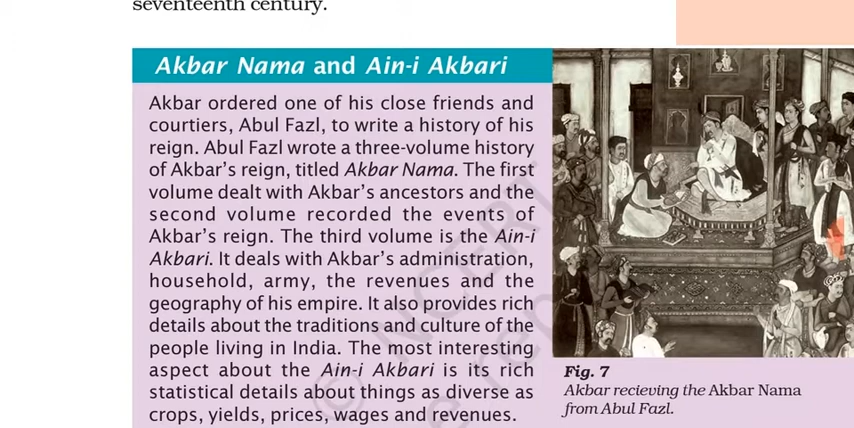 seventeenth century.
Akbar Nama and Ain-i Akbari
Akbar ordered one of his close friends and
courtiers, Abul Fazl, to write a history of his
reign. Abul Fazl wrote a three-volume history
of Akbar's reign, titled Akbar Nama. The first
volume dealt with Akbar's ancestors and the
second volume recorded the events of
Akbar's reign. The third volume is the Ain-i
Akbari. It deals with Akbar's administration,
household, army, the revenues and the
geography of his empire. It also provides rich
details about the traditions and culture of the
people living in India. The most interesting
aspect about the Ain-i Akbari is its rich
statistical details about things as diverse as
crops, yields, prices, wages and revenues.
Fig. 7
Akbar recieving the Akbar Nama
from Abul Fazl.
© NCERT